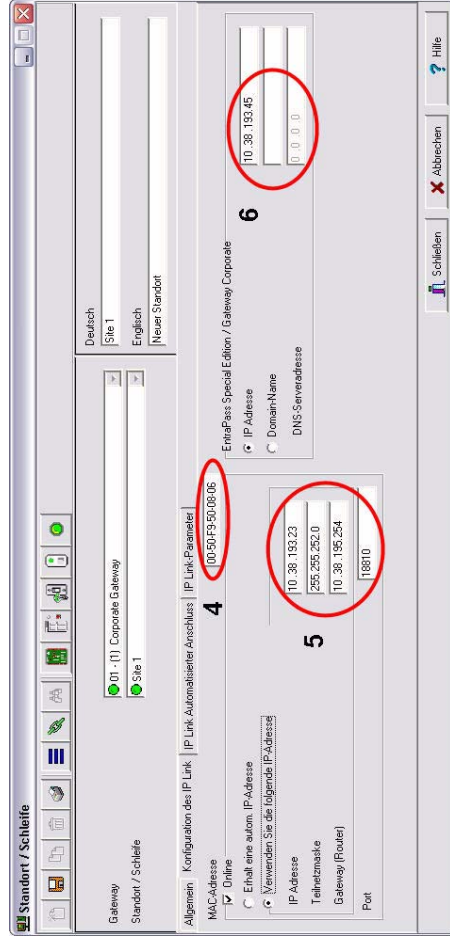 Standort / Schleife
Gateway
01 - (1) Corporate Gateway
Standort / Schleife
Site 1
Deutsch
Site 1
Englisch
Neuer Standort
Allgemein
Konfiguration des IP Link
IP Link Automatisierter Anschluss
IP Link-Parameter
MAC-Adresse
00-50-F9-50-08-06
4
Online
Erhalt eine autom. IP-Adresse
Verwenden Sie die folgende IP-Adresse
IP Adresse
10.38.193.23
Teilnetzmaske
255.255.252.0
Gateway (Router)
10.38.195.254
Port
18810
5
EntraPass Special Edition / Gateway Corporate
6
IP Adresse
10.38.193.45
Domain-Name
DNS-Serveradresse
0.0.0.0
Schließen
Abbrechen
Hilfe